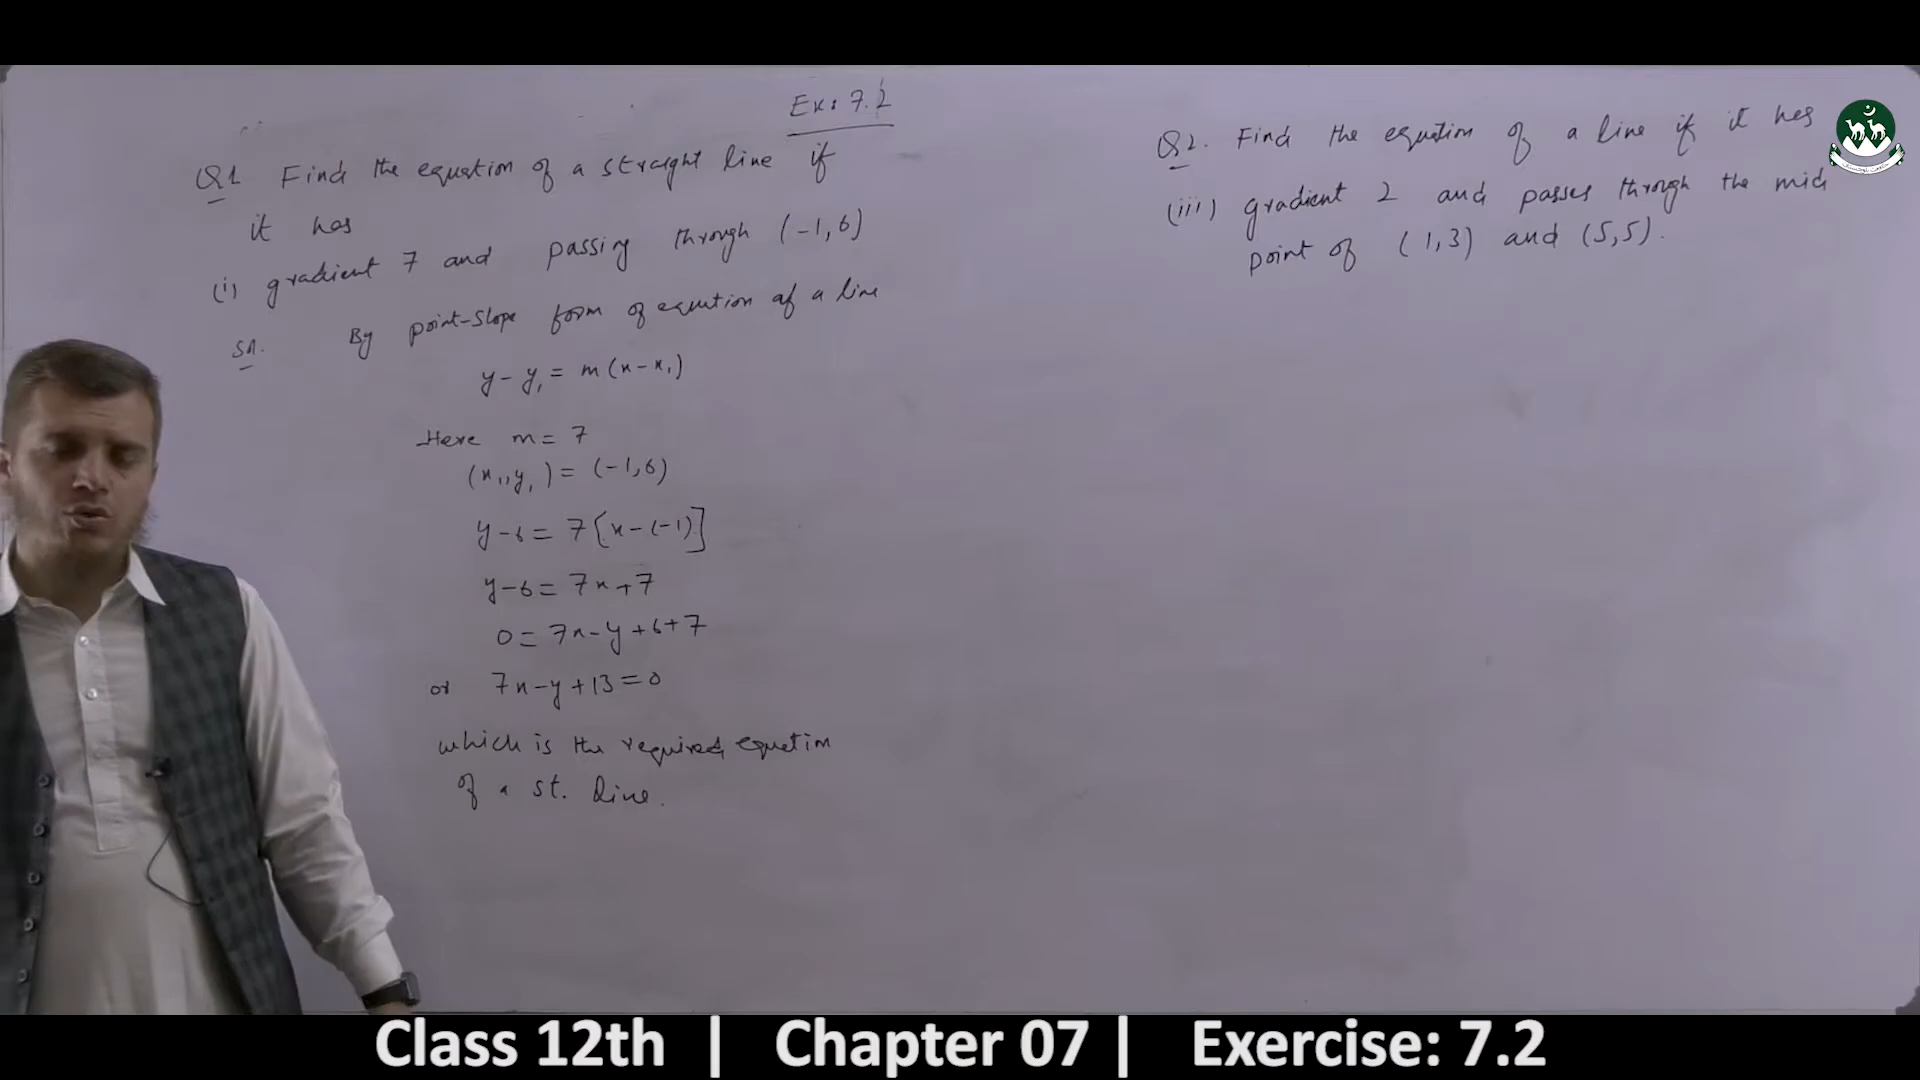 Ex: 7.2
Q1 Find the equation of a straight line if
it has
(i) gradient 7 and passing through (-1,6)
Sol. By point-slope form of equation of a line
y - y₁ = m(x - x₁)
Here m = 7
(x₁, y₁) = (-1,6)
y - 6 = 7[x - (-1)]
y - 6 = 7x + 7
0 = 7x - y + 6 + 7
or 7x - y + 13 = 0
which is the required equation
of a st. line.
Q2. Find the equation of a line if it has
(iii) gradient 2 and passes through the mid
point of (1,3) and (5,5).
Class 12th | Chapter 07 | Exercise: 7.2